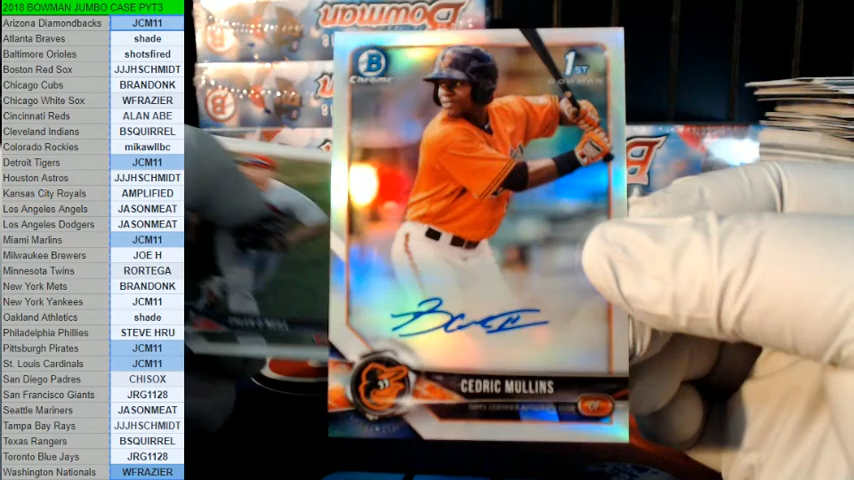 2018 BOWMAN JUMBO CASE PYT3
Arizona Diamondbacks JCM11
Atlanta Braves shade
Baltimore Orioles shotsfired
Boston Red Sox JJJHSCHMIDT
Chicago Cubs BRANDONK
Chicago White Sox WFRAZIER
Cincinnati Reds ALAN ABE
Cleveland Indians BSQUIRREL
Colorado Rockies mikawllbc
Detroit Tigers JCM11
Houston Astros JJJHSCHMIDT
Kansas City Royals AMPLIFIED
Los Angeles Angels JASONMEAT
Los Angeles Dodgers JASONMEAT
Miami Marlins JCM11
Milwaukee Brewers JOE H
Minnesota Twins RORTEGA
New York Mets BRANDONK
New York Yankees JCM11
Oakland Athletics shade
Philadelphia Phillies STEVE HRU
Pittsburgh Pirates JCM11
St. Louis Cardinals JCM11
San Diego Padres CHISOX
San Francisco Giants JRG1128
Seattle Mariners JASONMEAT
Tampa Bay Rays JJJHSCHMIDT
Texas Rangers BSQUIRREL
Toronto Blue Jays JRG1128
Washington Nationals WFRAZIER
Bowman
B
Chrome
1ST
BOWMAN
CEDRIC MULLINS
OF